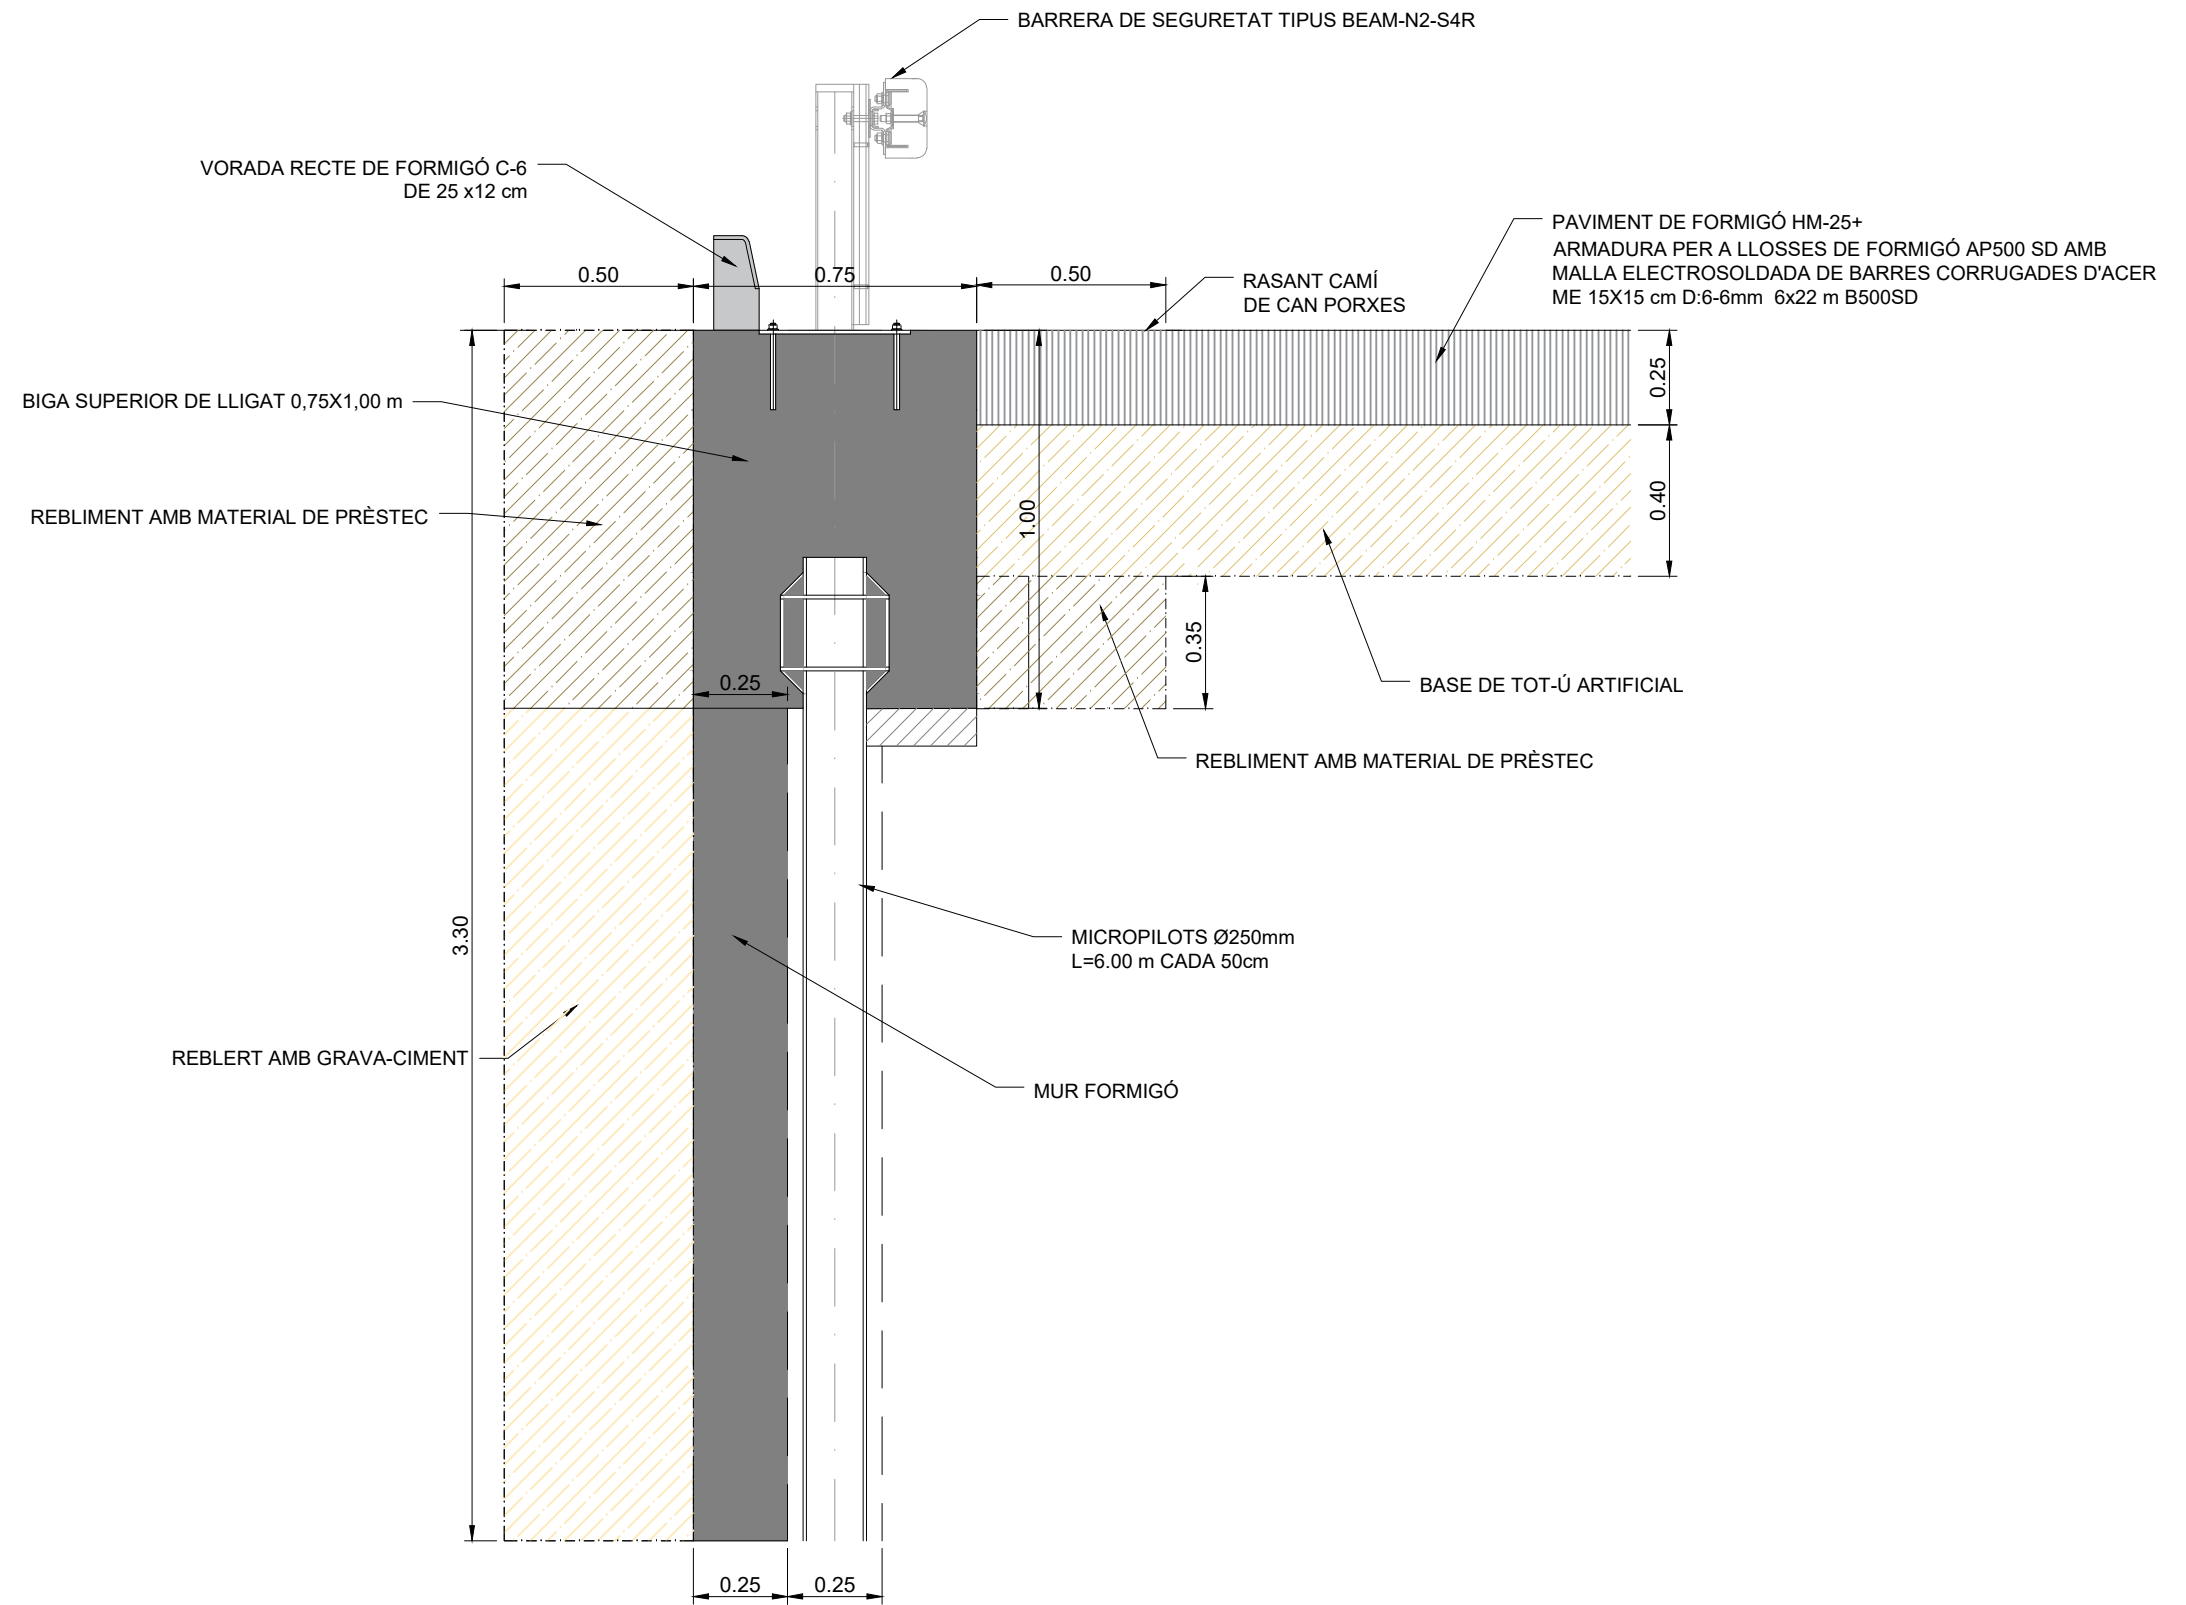 BARRERA DE SEGURETAT TIPUS BEAM-N2-S4R
VORADA RECTE DE FORMIGÓ C-6
DE 25 x12 cm
PAVIMENT DE FORMIGÓ HM-25+
ARMADURA PER A LLOSSES DE FORMIGÓ AP500 SD AMB
MALLA ELECTROSOLDADA DE BARRES CORRUGADES D'ACER
ME 15X15 cm D:6-6mm  6x22 m B500SD
0.50
0.75
0.50
RASANT CAMÍ
DE CAN PORXES
0.25
BIGA SUPERIOR DE LLIGAT 0,75X1,00 m
0.40
1.00
REBLIMENT AMB MATERIAL DE PRÈSTEC
0.35
0.25
BASE DE TOT-Ú ARTIFICIAL
REBLIMENT AMB MATERIAL DE PRÈSTEC
3.30
MICROPILOTS Ø250mm
L=6.00 m CADA 50cm
REBLERT AMB GRAVA-CIMENT
MUR FORMIGÓ
0.25
0.25